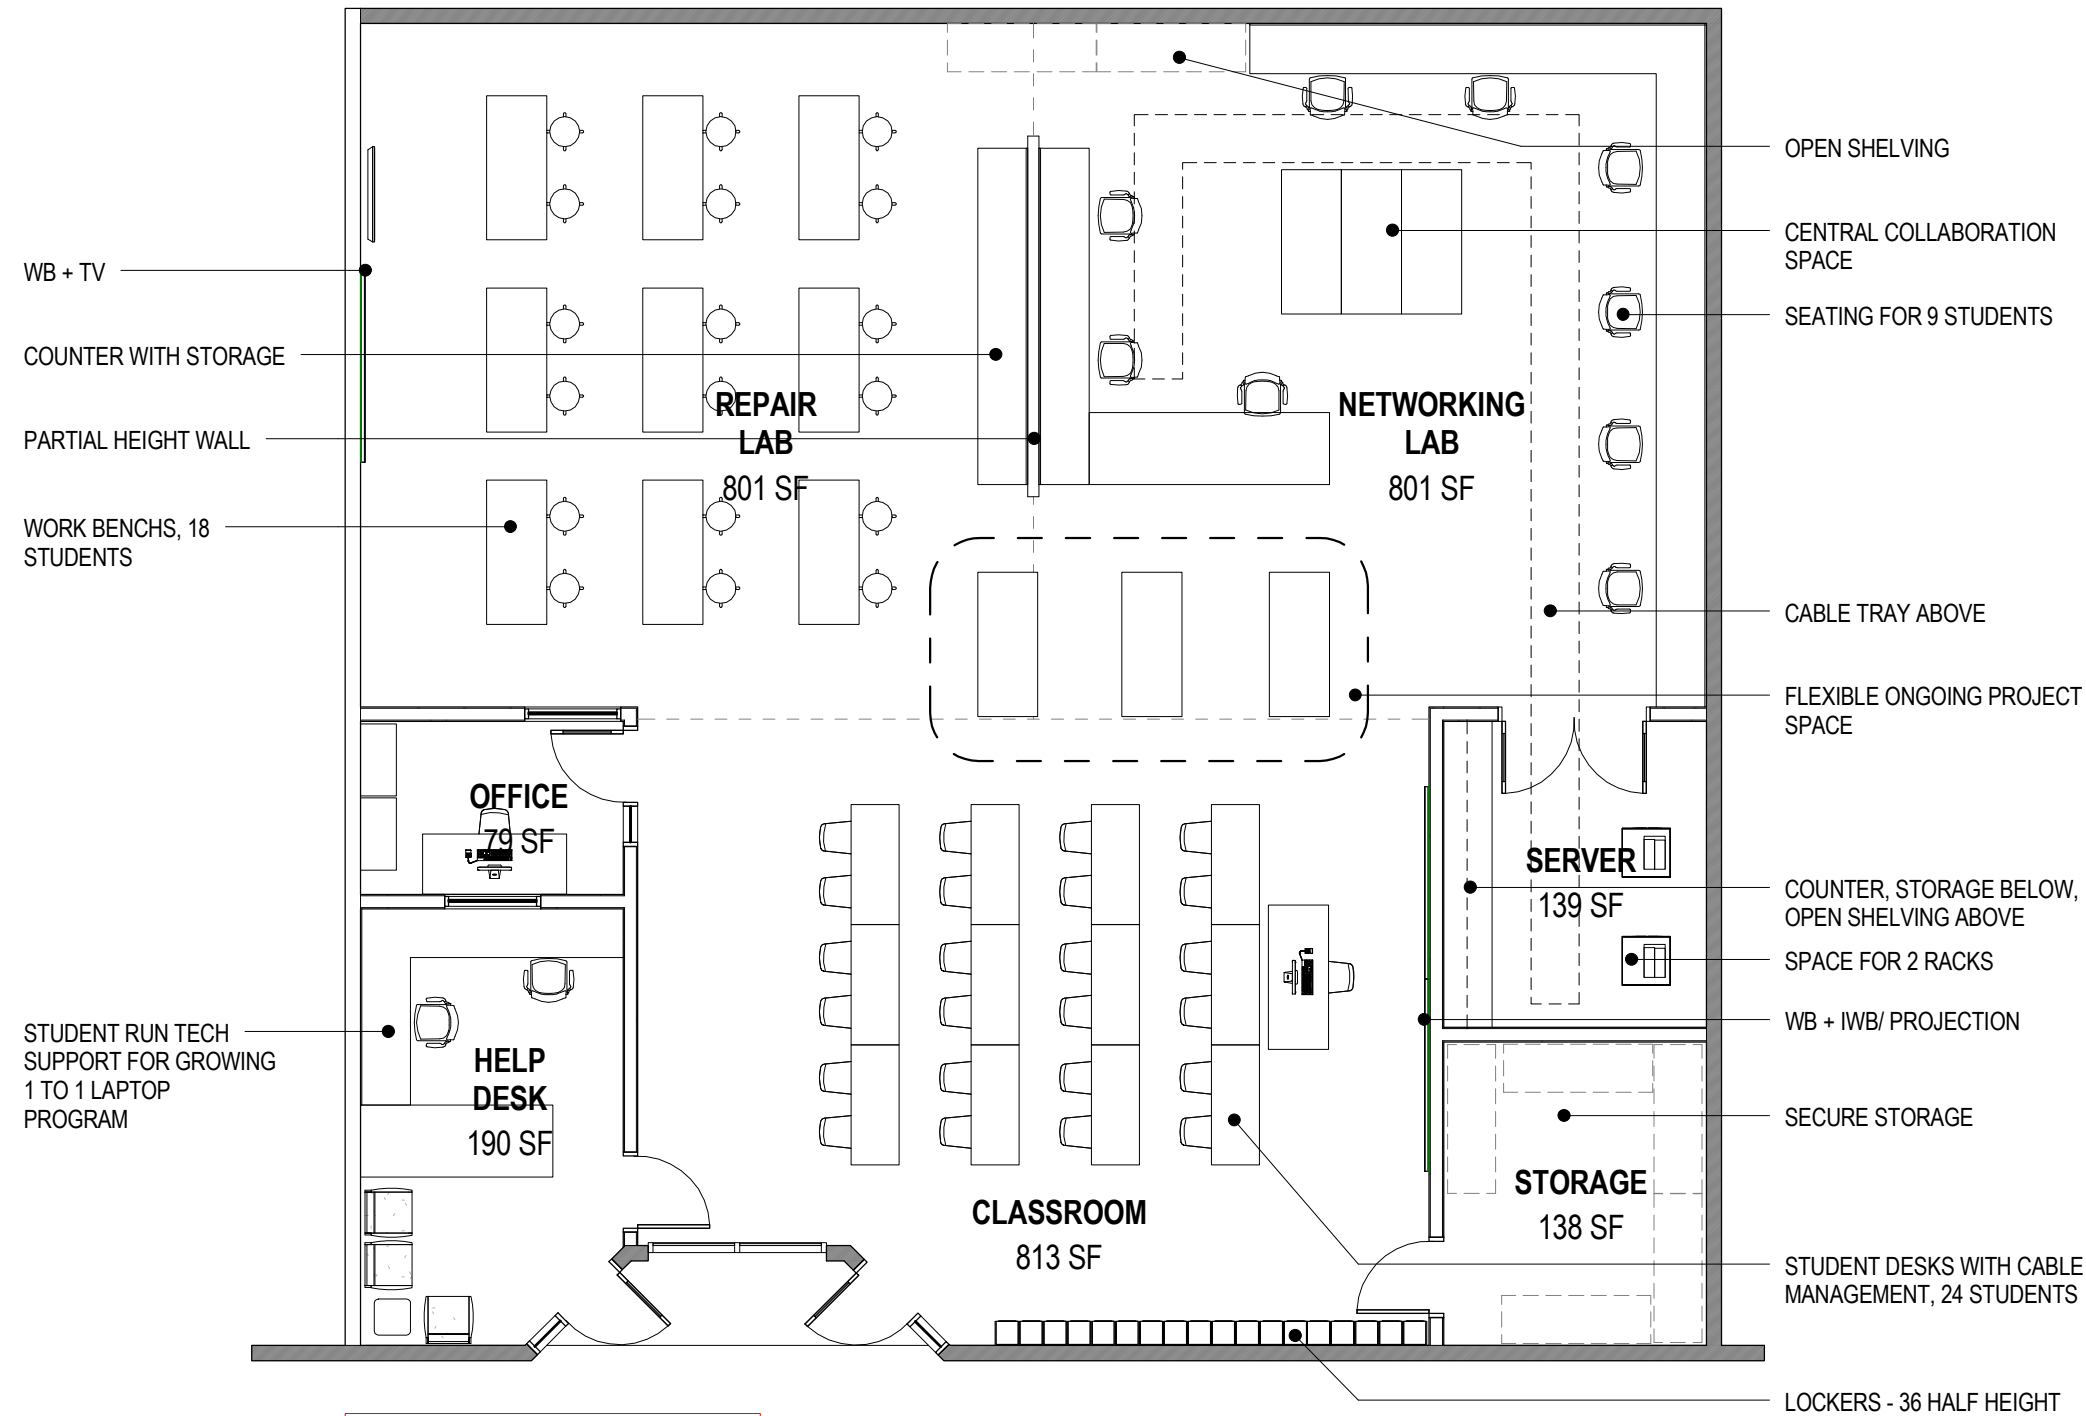 OPEN SHELVING
CENTRAL COLLABORATION
SPACE
WB + TV
SEATING FOR 9 STUDENTS
COUNTER WITH STORAGE
REPAIR
LAB
801 SF
NETWORKING
LAB
801 SF
PARTIAL HEIGHT WALL
WORK BENCHS, 18
STUDENTS
CABLE TRAY ABOVE
FLEXIBLE ONGOING PROJECT
SPACE
OFFICE
79 SF
SERVER
139 SF
COUNTER, STORAGE BELOW,
OPEN SHELVING ABOVE
SPACE FOR 2 RACKS
WB + IWB/ PROJECTION
STUDENT RUN TECH
SUPPORT FOR GROWING
1 TO 1 LAPTOP
PROGRAM
HELP
DESK
190 SF
SECURE STORAGE
STORAGE
138 SF
CLASSROOM
813 SF
STUDENT DESKS WITH CABLE
MANAGEMENT, 24 STUDENTS
LOCKERS - 36 HALF HEIGHT